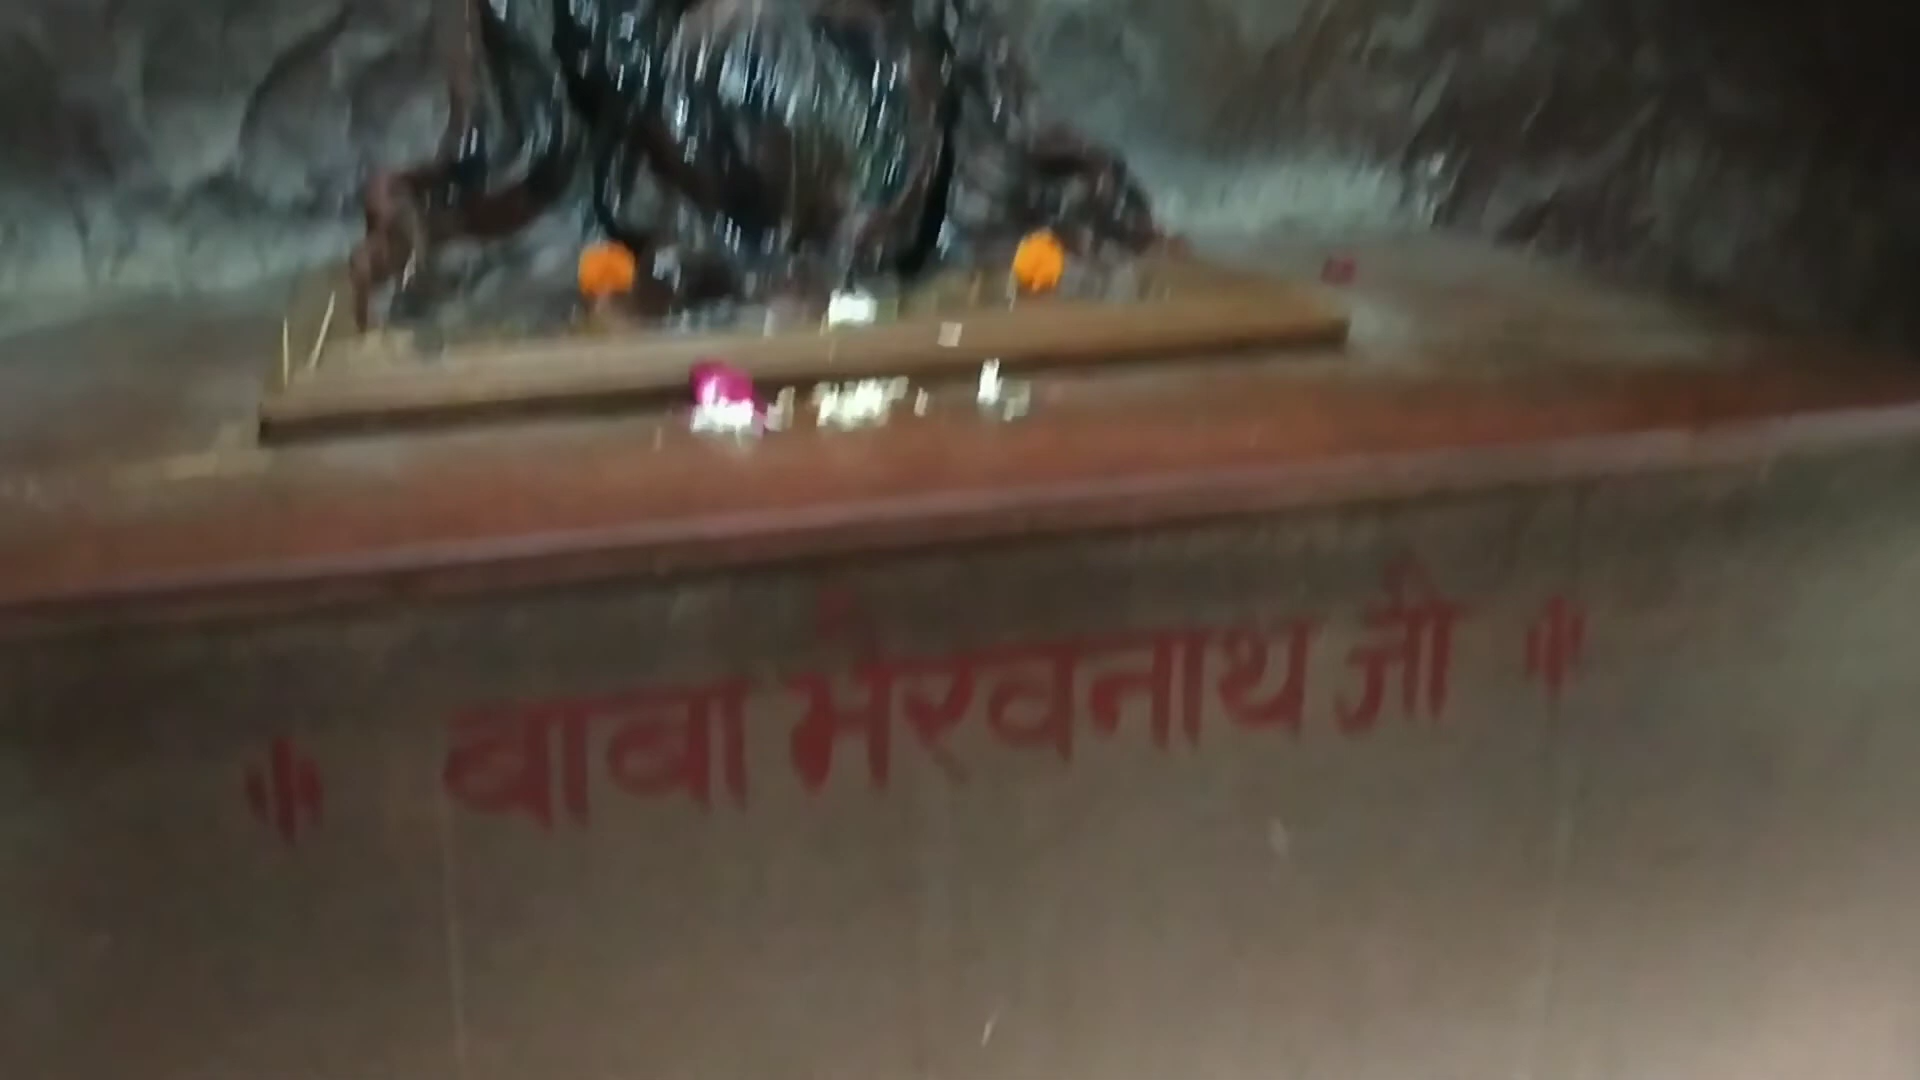 ॥ बाबा भैरवनाथ जी ॥